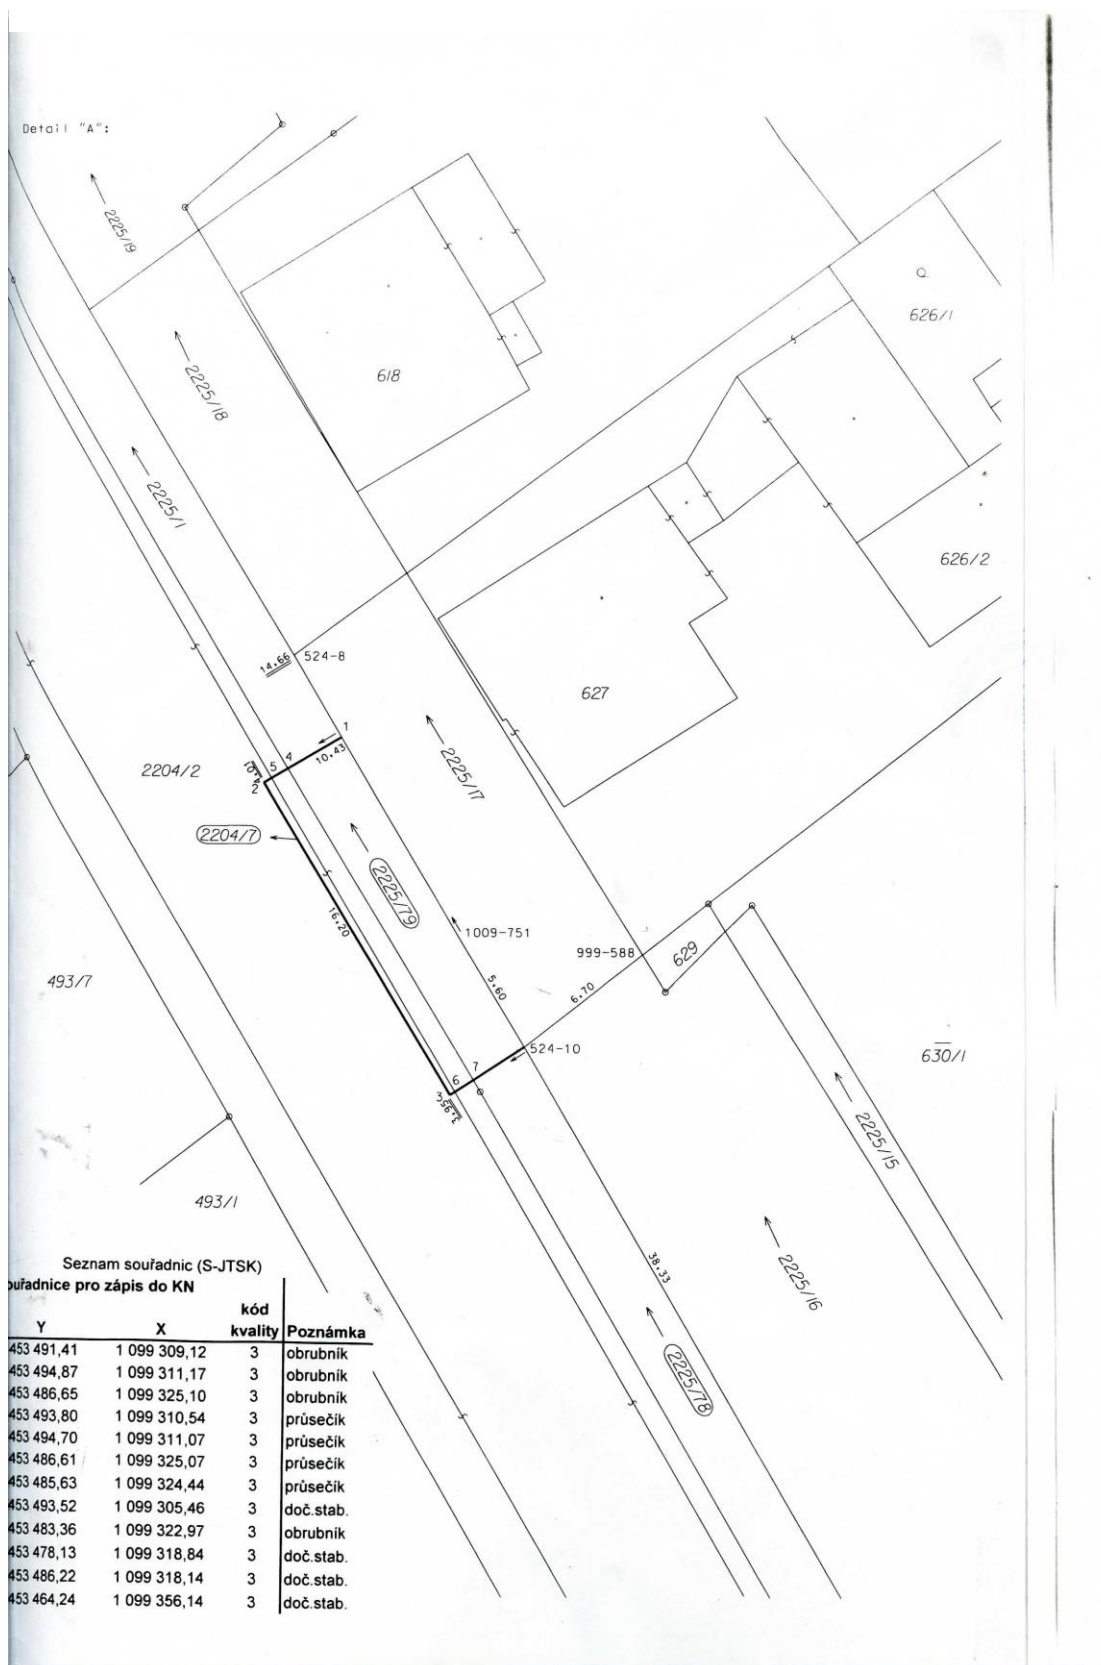 Detail "A":
2225/19
2225/18
618
626/1
2225/1
626/2
14.66
524-8
627
1
10.43
4
5
2
2204/2
2225/17
2204/7
2225/79
16.20
1009-751
999-588
629
493/7
5.60
6.70
524-10
630/1
7
6
3
2225/15
493/1
38.33
2225/16
2225/78
Seznam souřadnic (S-JTSK)
uřadnice pro zápis do KN
Y X kód kvality Poznámka
453 491,41 1 099 309,12 3 obrubník
453 494,87 1 099 311,17 3 obrubník
453 486,65 1 099 325,10 3 obrubník
453 493,80 1 099 310,54 3 průsečík
453 494,70 1 099 311,07 3 průsečík
453 486,61 1 099 325,07 3 průsečík
453 485,63 1 099 324,44 3 průsečík
453 493,52 1 099 305,46 3 doč.stab.
453 483,36 1 099 322,97 3 obrubník
453 478,13 1 099 318,84 3 doč.stab.
453 486,22 1 099 318,14 3 doč.stab.
453 464,24 1 099 356,14 3 doč.stab.